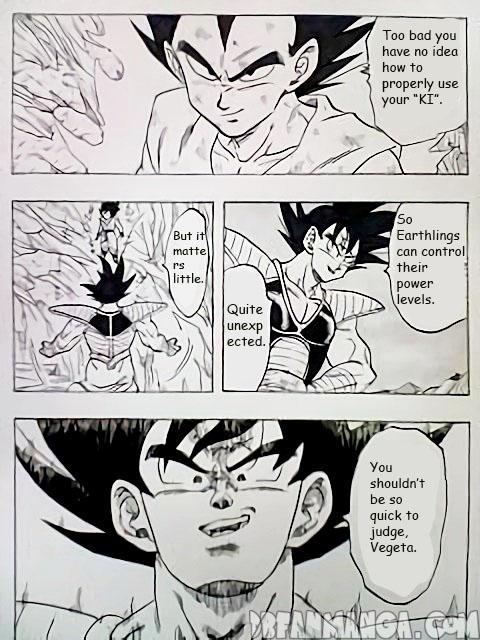 Too bad you
have no idea
how to
properly use
your "KI".
But it
matte
rs
little.
So
Earthlings
can control
their
power
levels.
Quite
unexp
ected.
You
shouldn't
be so
quick to
judge,
Vegeta.
DREAMMANGA.COM